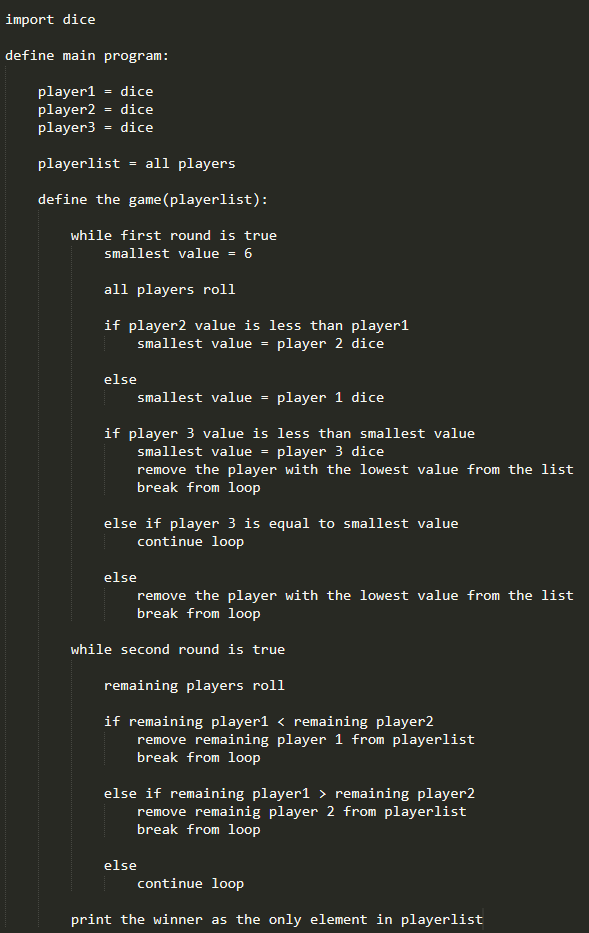 import dice
define main program:
player1 = dice
player2 = dice
player3 = dice
playerlist = all players
define the game(playerlist):
while first round is true
smallest value = 6
all players roll
if player2 value is less than player1
smallest value = player 2 dice
else
smallest value = player 1 dice
if player 3 value is less than smallest value
smallest value = player 3 dice
remove the player with the lowest value from the list
break from loop
else if player 3 is equal to smallest value
continue loop
else
remove the player with the lowest value from the list
break from loop
while second round is true
remaining players roll
if remaining player1 < remaining player2
remove remaining player 1 from playerlist
break from loop
else if remaining player1 > remaining player2
remove remainig player 2 from playerlist
break from loop
else
continue loop
print the winner as the only element in playerlist